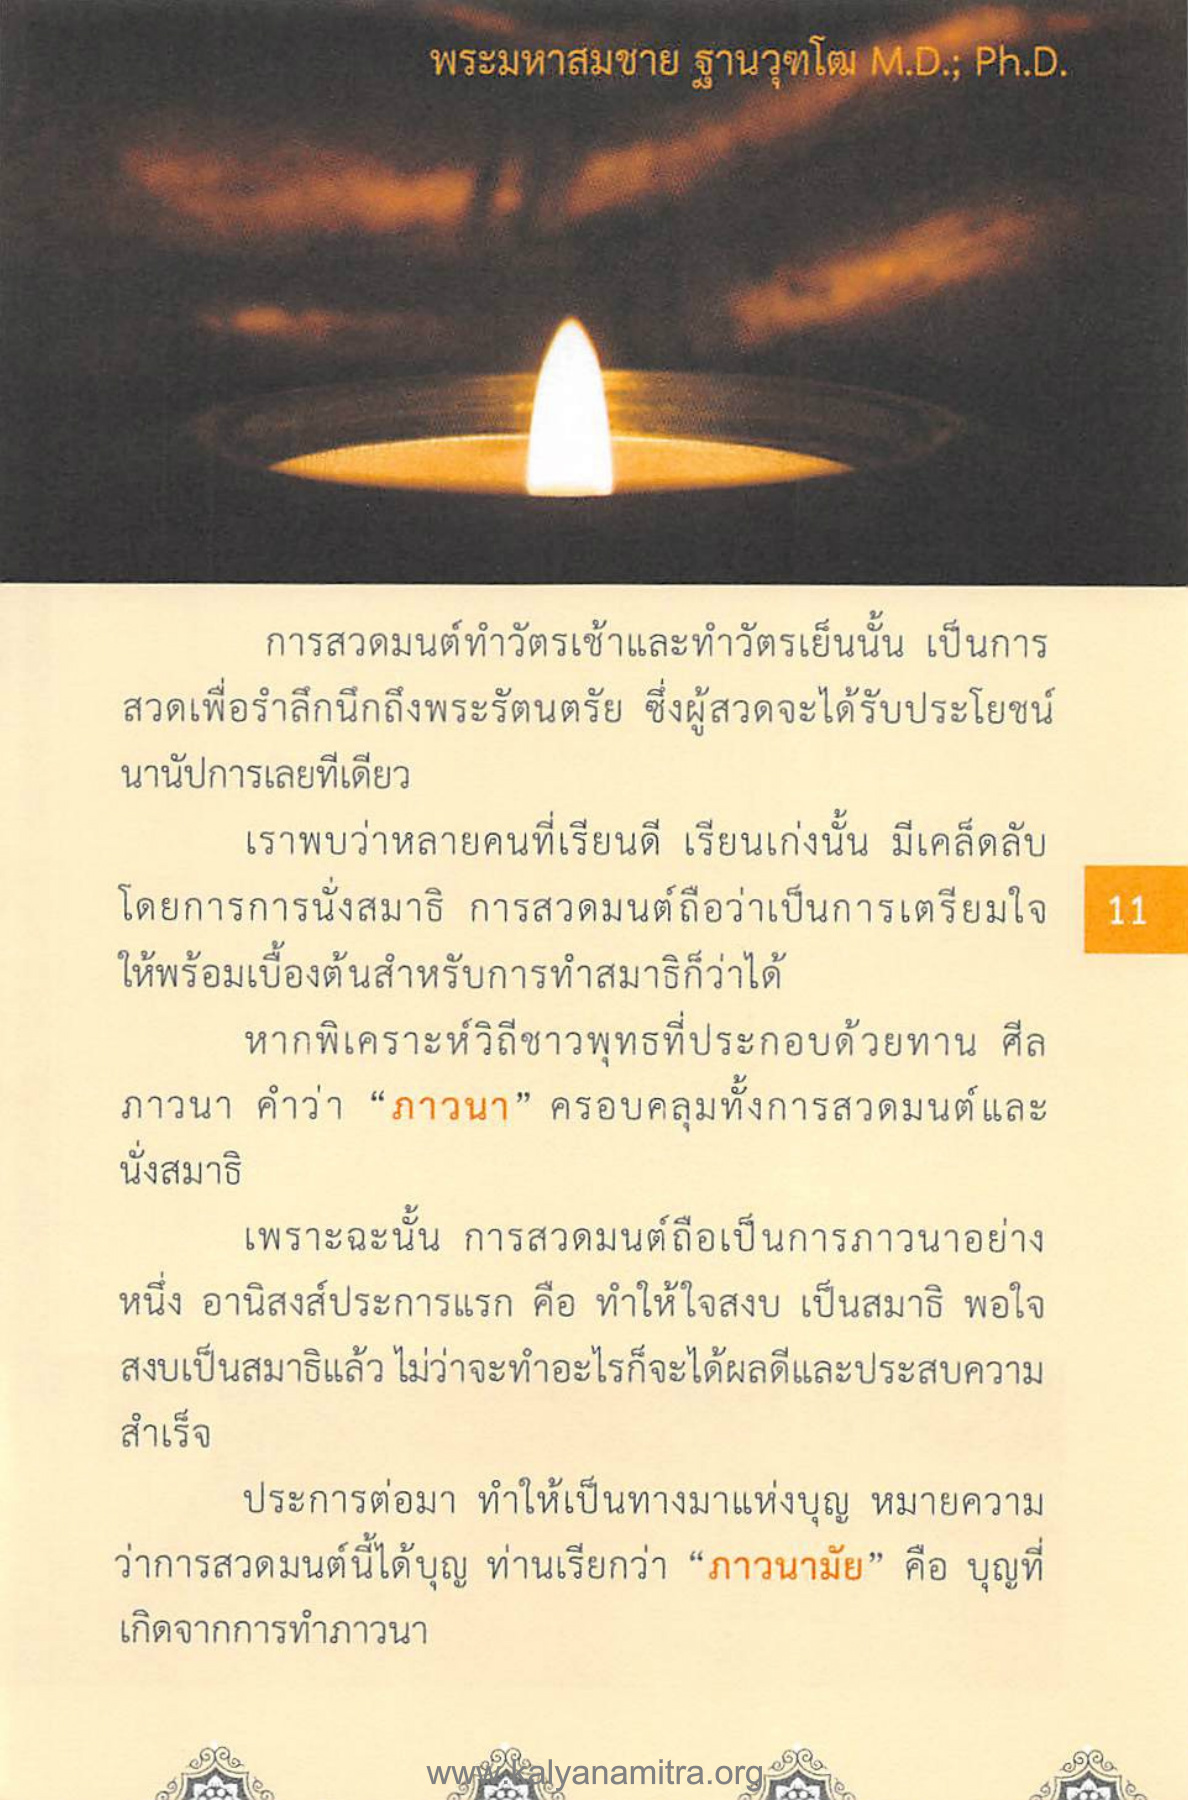 พระมหาสมชาย ฐานวุฑโฒ M.D.; Ph.D.
การสวดมนต์ทำวัตรเช้าและทำวัตรเย็นนั้น เป็นการ
สวดเพื่อรำลึกนึกถึงพระรัตนตรัย ซึ่งผู้สวดจะได้รับประโยชน์
นานัปการเลยทีเดียว
เราพบว่าหลายคนที่เรียนดี เรียนเก่งนั้น มีเคล็ดลับ
โดยการการนั่งสมาธิ การสวดมนต์ถือว่าเป็นการเตรียมใจ
11
ให้พร้อมเบื้องต้นสำหรับการทำสมาธิก็ว่าได้
หากพิเคราะห์วิถีชาวพุทธที่ประกอบด้วยทาน ศีล
ภาวนา คำว่า “ภาวนา” ครอบคลุมทั้งการสวดมนต์และ
นั่งสมาธิ
เพราะฉะนั้น การสวดมนต์ถือเป็นการภาวนาอย่าง
หนึ่ง อานิสงส์ประการแรก คือ ทำให้ใจสงบ เป็นสมาธิ พอใจ
สงบเป็นสมาธิแล้ว ไม่ว่าจะทำอะไรก็จะได้ผลดีและประสบความ
สำเร็จ
ประการต่อมา ทำให้เป็นทางมาแห่งบุญ หมายความ
ว่าการสวดมนต์นี้ได้บุญ ท่านเรียกว่า “ภาวนามัย” คือ บุญที่
เกิดจากการทำภาวนา
www.kalyanamitra.org